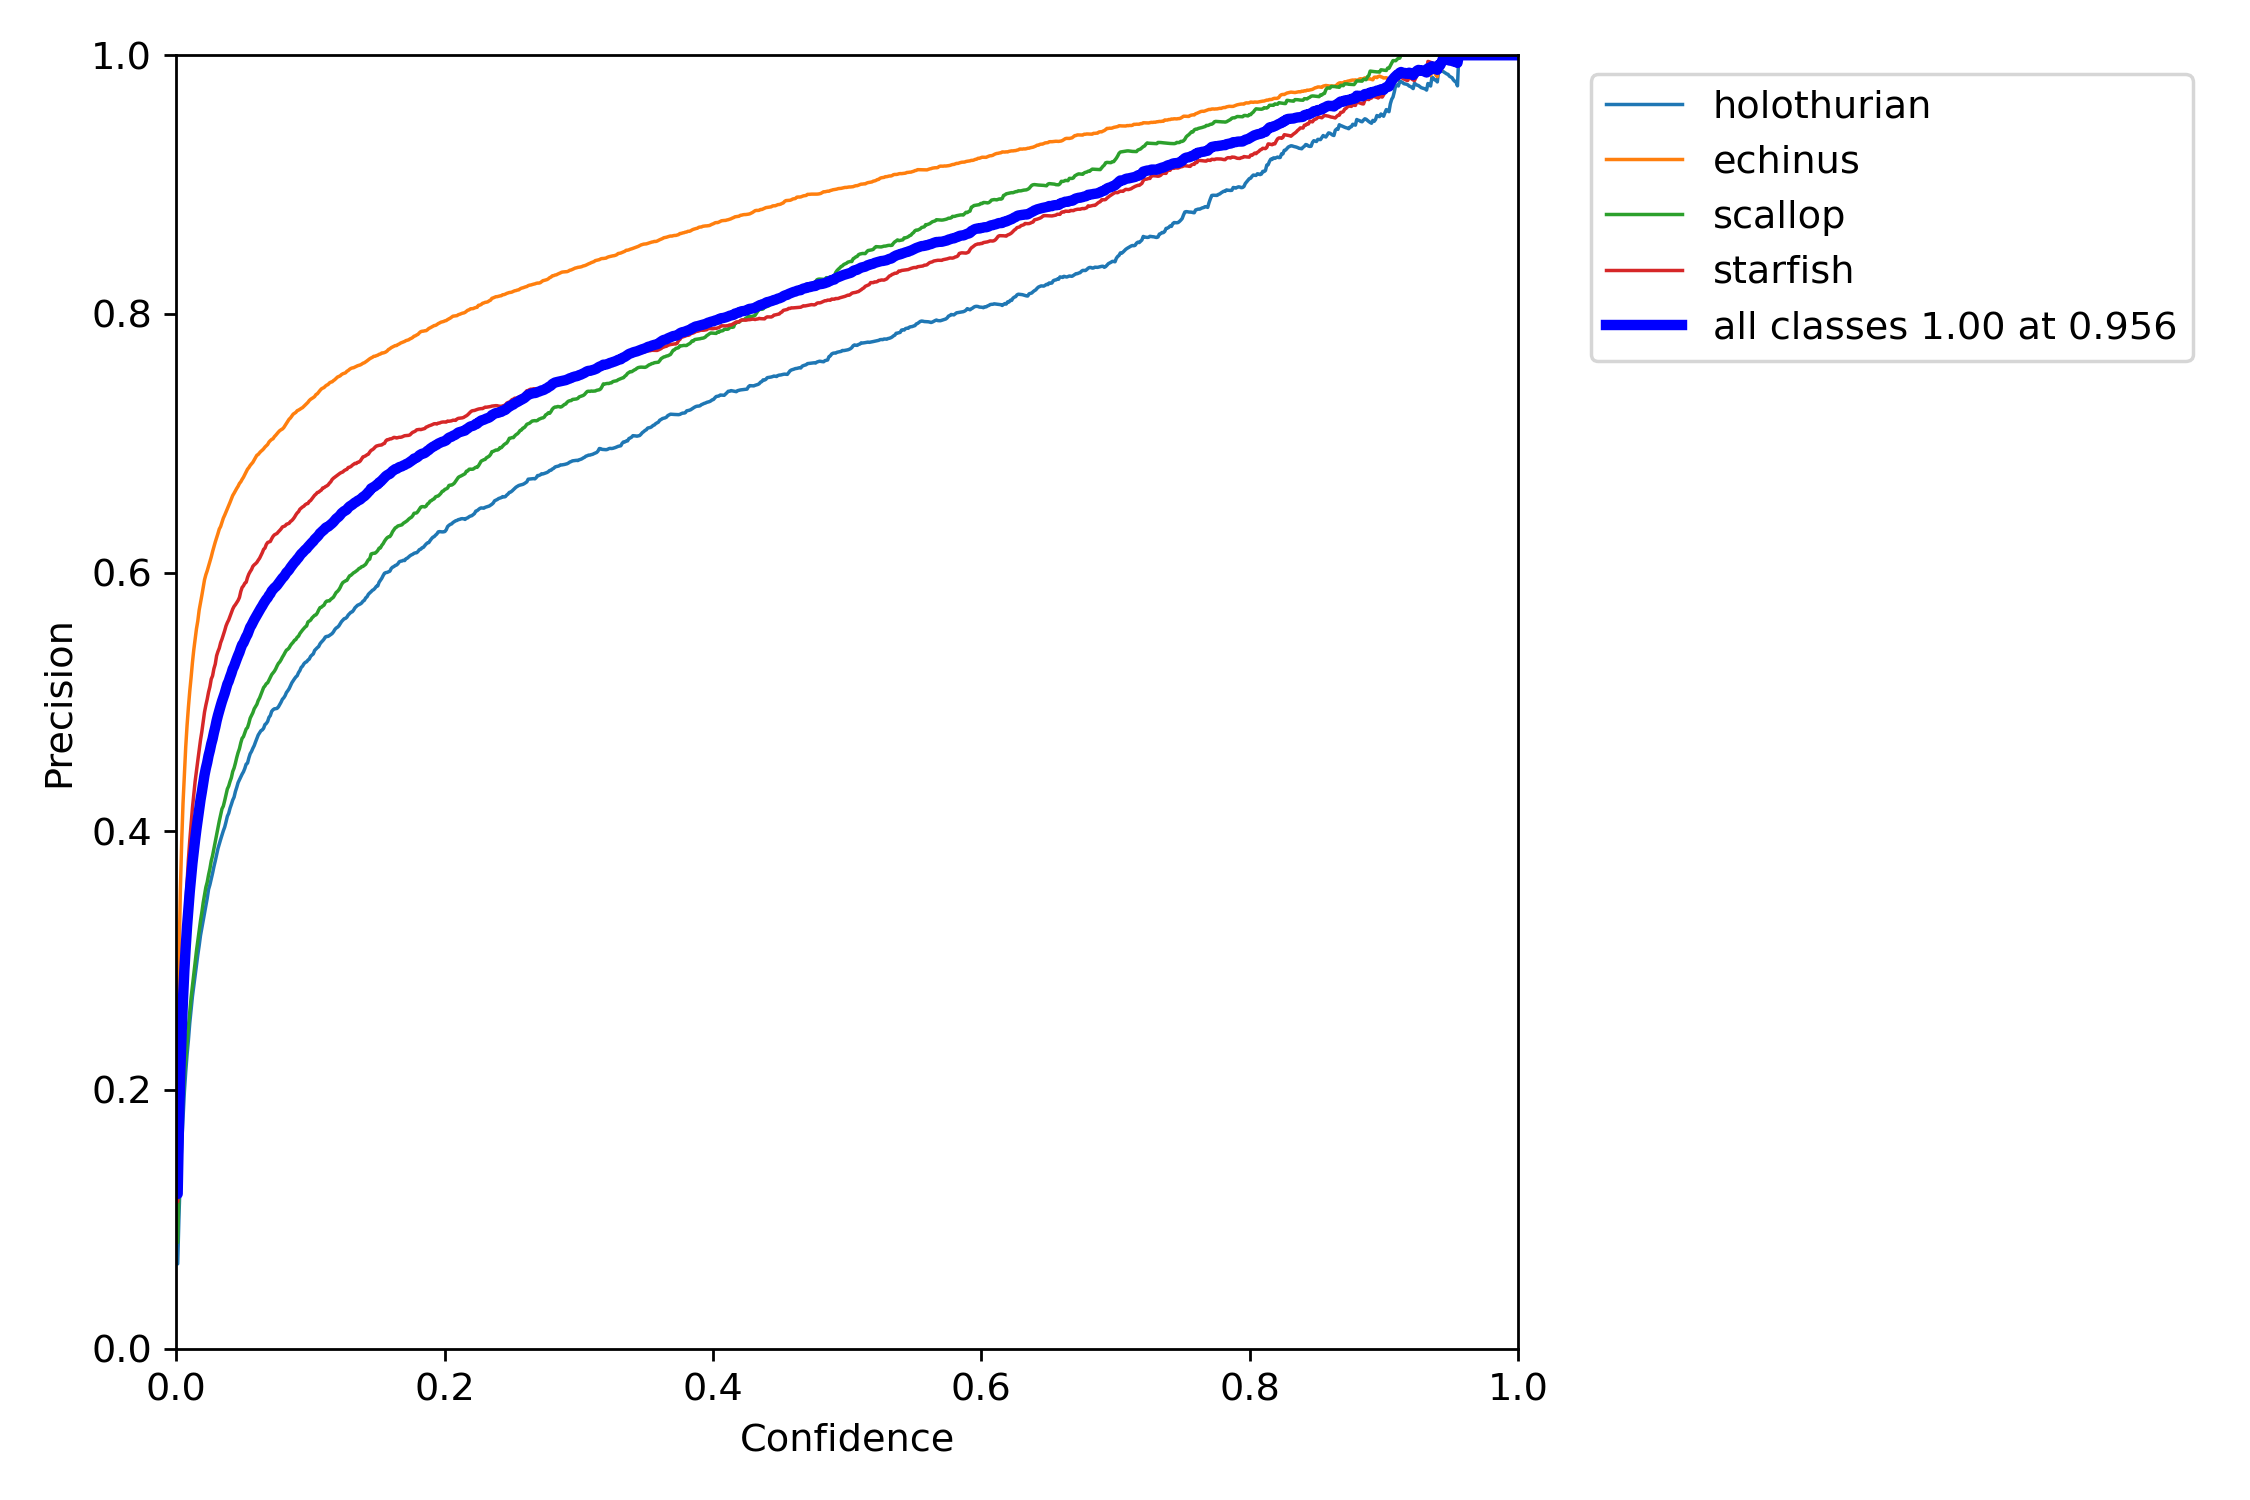 1.0
0.8
0.6
0.4
0.2
0.0
Precision
0.0 0.2 0.4 0.6 0.8 1.0
Confidence
holothurian
echinus
scallop
starfish
all classes 1.00 at 0.956